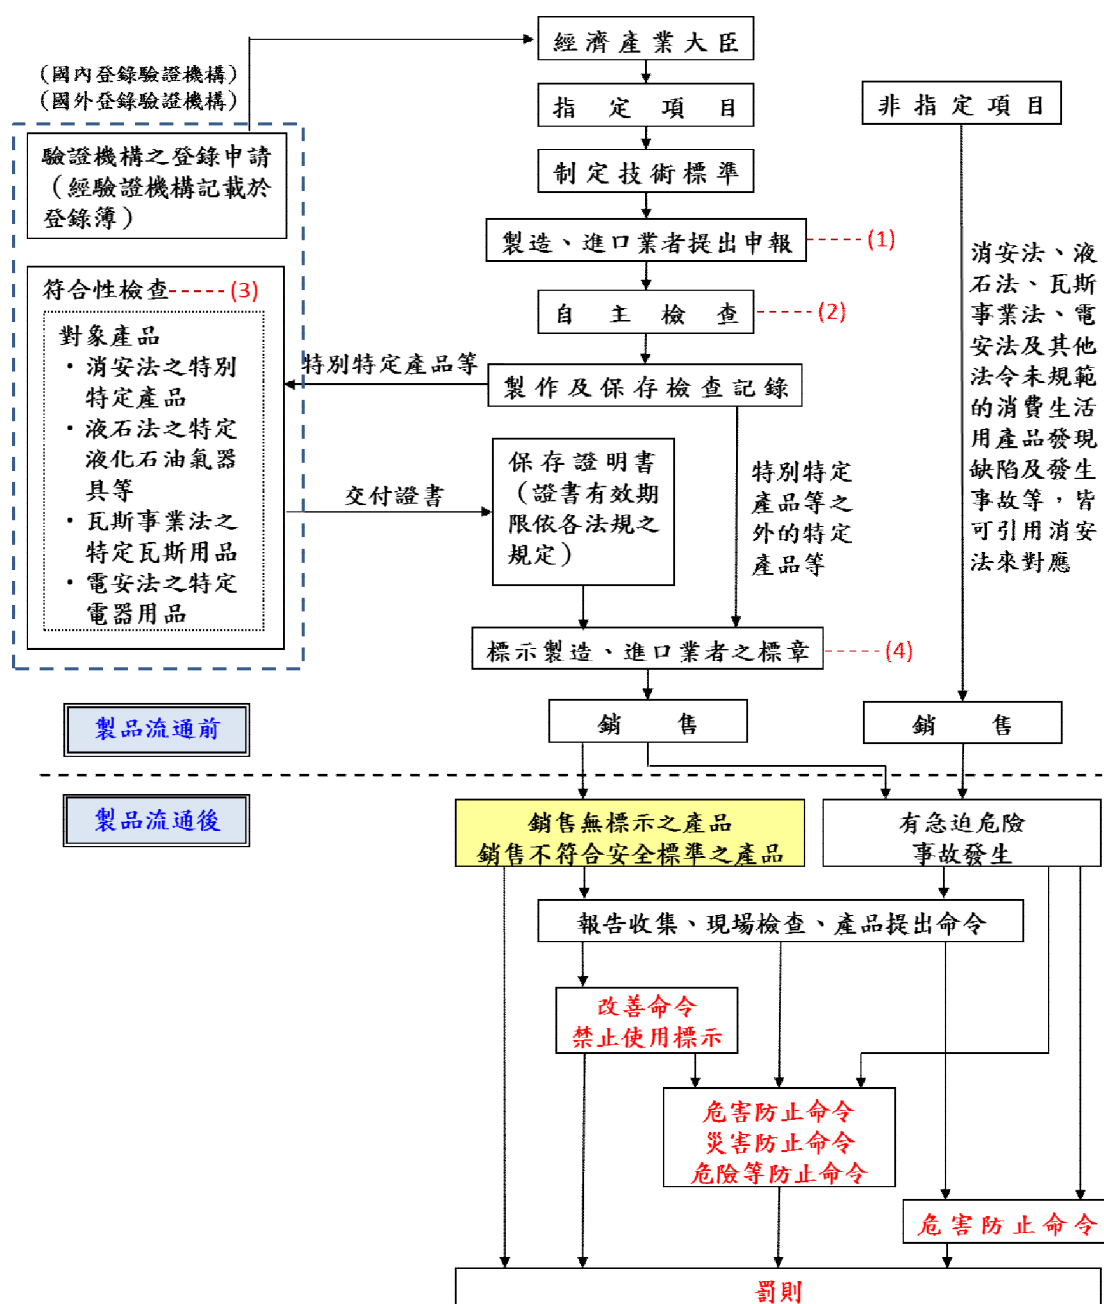 經濟產業大臣
(國內登錄驗證機構)
(國外登錄驗證機構)
指定項目
非指定項目
驗證機構之登錄申請
（經驗證機構記載於
登錄簿）
制定技術標準
製造、進口業者提出申報
(1)
消安法、液
石法、瓦斯
事業法、電
安法及其他
法令未規範
的消費生活
用產品發現
缺陷及發生
事故等，皆
可引用消安
法來對應
符合性檢查
(3)
自主檢查
(2)
對象產品
・消安法之特別
特定產品
・液石法之特定
液化石油氣器
具等
・瓦斯事業法之
特定瓦斯用品
・電安法之特定
電器用品
特別特定產品等
製作及保存檢查記錄
交付證書
保存證明書
（證書有效期
限依各法規之
規定）
特別特定
產品等之
外的特定
產品等
標示製造、進口業者之標章
(4)
製品流通前
銷售
銷售
製品流通後
銷售無標示之產品
銷售不符合安全標準之產品
有急迫危險
事故發生
報告收集、現場檢查、產品提出命令
改善命令
禁止使用標示
危害防止命令
災害防止命令
危險等防止命令
危害防止命令
罰則